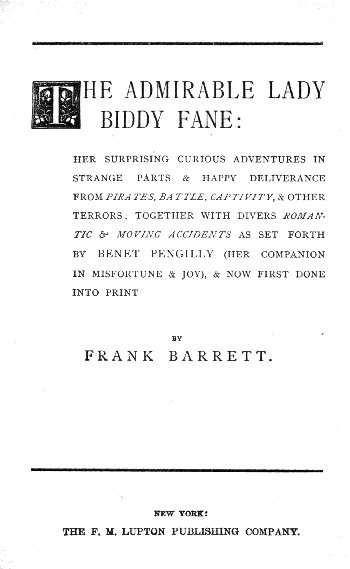 THE ADMIRABLE LADY
BIDDY FANE:
HER SURPRISING CURIOUS ADVENTURES IN
STRANGE PARTS & HAPPY DELIVERANCE
FROM PIRATES, BATTLE, CAPTIVITY, & OTHER
TERRORS; TOGETHER WITH DIVERS ROMAN-
TIC & MOVING ACCIDENTS AS SET FORTH
BY BENET PENGILLY (HER COMPANION
IN MISFORTUNE & JOY), & NOW FIRST DONE
INTO PRINT
BY
FRANK BARRETT.
NEW YORK:
THE F. M. LUPTON PUBLISHING COMPANY.